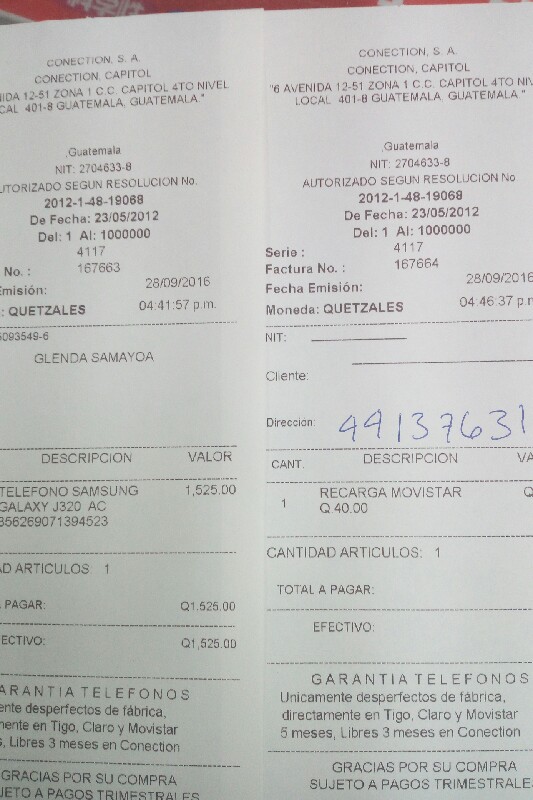 CONECTION, S. A.
CONECTION, CAPITOL
NIDA 12-51 ZONA 1 C.C. CAPITOL 4TO NIVEL
CAL 401-8 GUATEMALA, GUATEMALA."
,Guatemala
NIT: 2704633-8
UTORIZADO SEGUN RESOLUCION No.
2012-1-48-19068
De Fecha: 23/05/2012
Del: 1 Al: 1000000
4117
No. : 167663
Emisión: 28/09/2016
: QUETZALES 04:41:57 p.m.
5093549-6
GLENDA SAMAYOA
DESCRIPCION VALOR
TELEFONO SAMSUNG 1,525.00
GALAXY J320 AC
356269071394523
AD ARTICULOS: 1
PAGAR: Q1,525.00
ECTIVO: Q1,525.00
ARANTIA TELEFONOS
ente desperfectos de fábrica,
mente en Tigo, Claro y Movistar
s, Libres 3 meses en Conection
GRACIAS POR SU COMPRA
UJETO A PAGOS TRIMESTRALES
CONECTION, S. A.
CONECTION, CAPITOL
"6 AVENIDA 12-51 ZONA 1 C.C. CAPITOL 4TO NIV
LOCAL 401-8 GUATEMALA, GUATEMALA."
,Guatemala
NIT: 2704633-8
AUTORIZADO SEGUN RESOLUCION No.
2012-1-48-19068
De Fecha: 23/05/2012
Del: 1 Al: 1000000
Serie : 4117
Factura No. : 167664
Fecha Emisión: 28/09/2016
Moneda: QUETZALES 04:46:37 p.
NIT:
Cliente:
Dirección: 44137631
CANT. DESCRIPCION VA
1 RECARGA MOVISTAR Q
Q.40.00
CANTIDAD ARTICULOS: 1
TOTAL A PAGAR:
EFECTIVO:
GARANTIA TELEFONOS
Unicamente desperfectos de fábrica,
directamente en Tigo, Claro y Movistar
5 meses, Libres 3 meses en Conection
GRACIAS POR SU COMPRA
SUJETO A PAGOS TRIMESTRALE